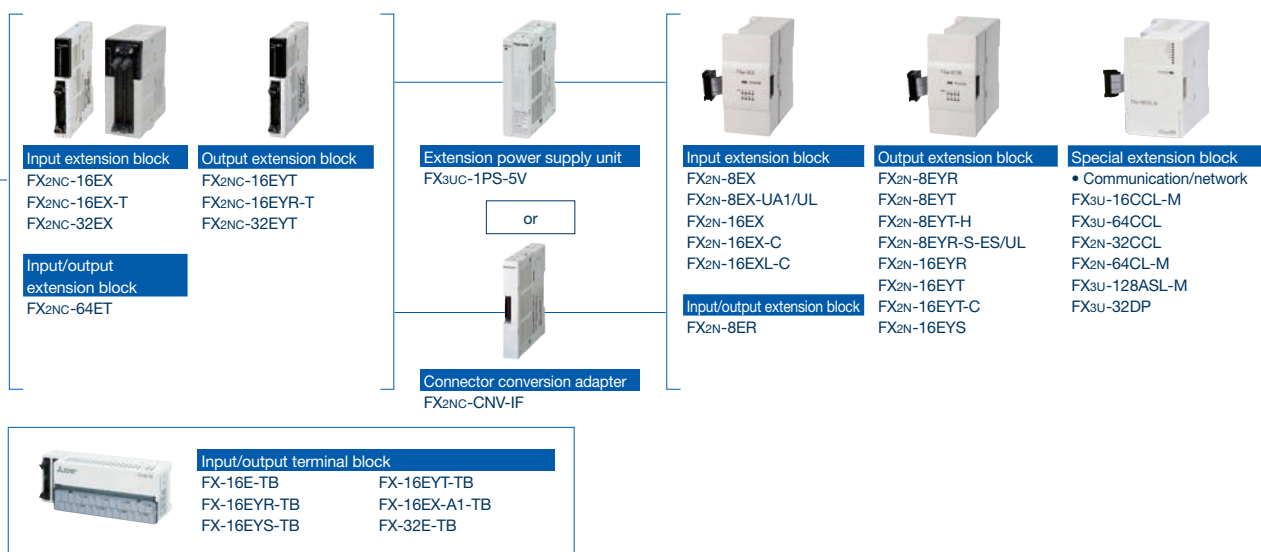 Input extension block
FX2NC-16EX
FX2NC-16EX-T
FX2NC-32EX
Input/output
extension block
FX2NC-64ET
Output extension block
FX2NC-16EYT
FX2NC-16EYR-T
FX2NC-32EYT
Extension power supply unit
FX3UC-1PS-5V
or
Connector conversion adapter
FX2NC-CNV-IF
Input extension block
FX2N-8EX
FX2N-8EX-UA1/UL
FX2N-16EX
FX2N-16EX-C
FX2N-16EXL-C
Input/output extension block
FX2N-8ER
Output extension block
FX2N-8EYR
FX2N-8EYT
FX2N-8EYT-H
FX2N-8EYR-S-ES/UL
FX2N-16EYR
FX2N-16EYT
FX2N-16EYT-C
FX2N-16EYS
Special extension block
• Communication/network
FX3U-16CCL-M
FX3U-64CCL
FX2N-32CCL
FX2N-64CL-M
FX3U-128ASL-M
FX3U-32DP
Input/output terminal block
FX-16E-TB
FX-16EYR-TB
FX-16EYS-TB
FX-16EYT-TB
FX-16EX-A1-TB
FX-32E-TB